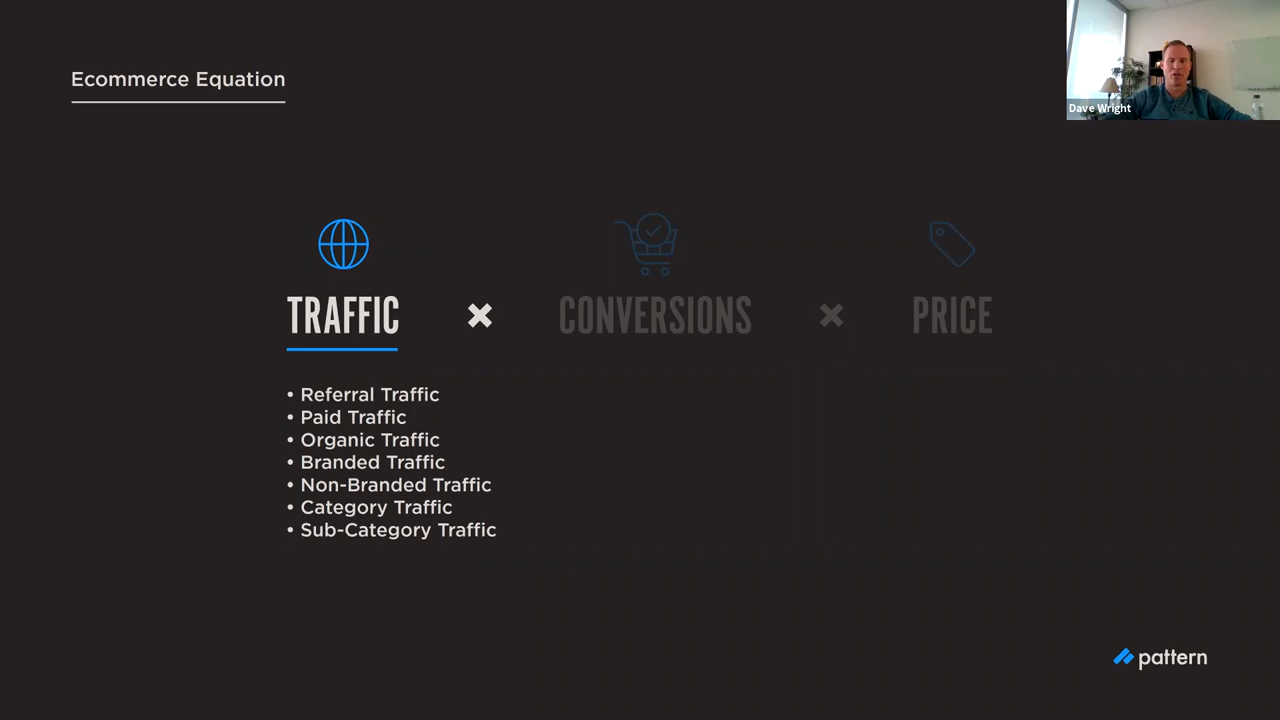 Ecommerce Equation
Dave Wright
TRAFFIC × CONVERSIONS × PRICE
• Referral Traffic
• Paid Traffic
• Organic Traffic
• Branded Traffic
• Non-Branded Traffic
• Category Traffic
• Sub-Category Traffic
pattern